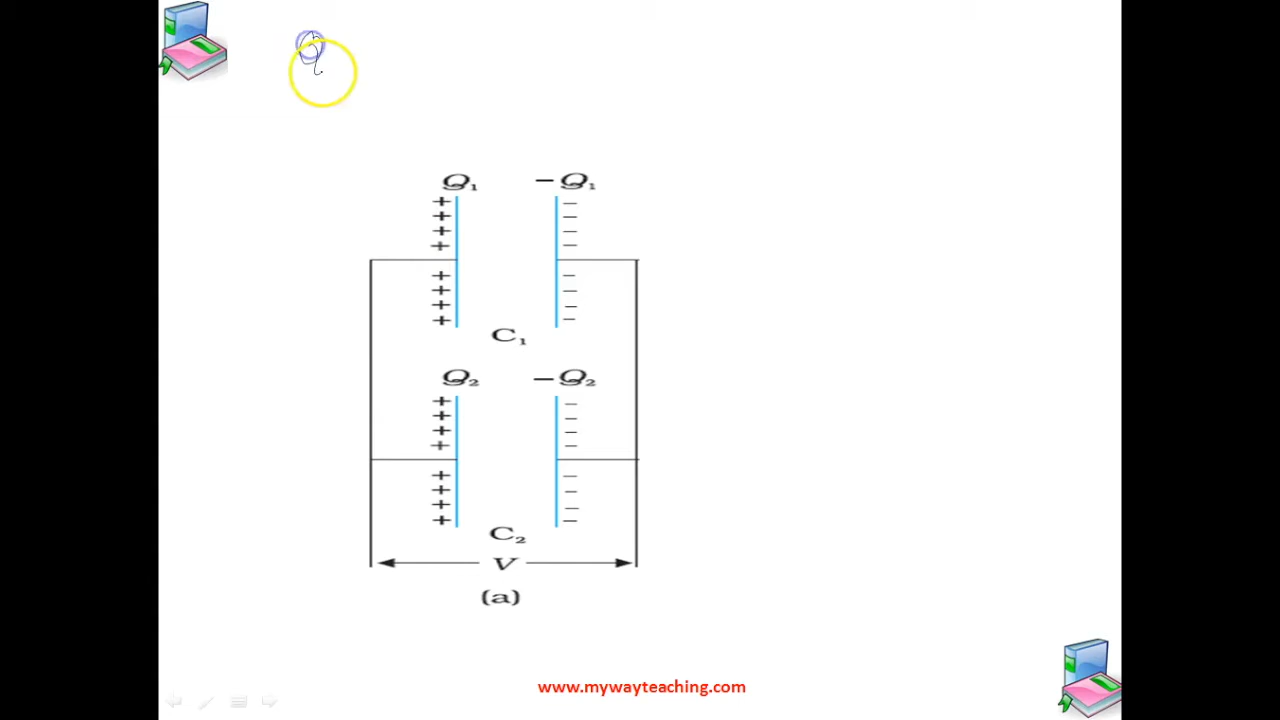 Q₁ − Q₁
C₁
Q₂ − Q₂
C₂
V
(a)
www.mywayteaching.com